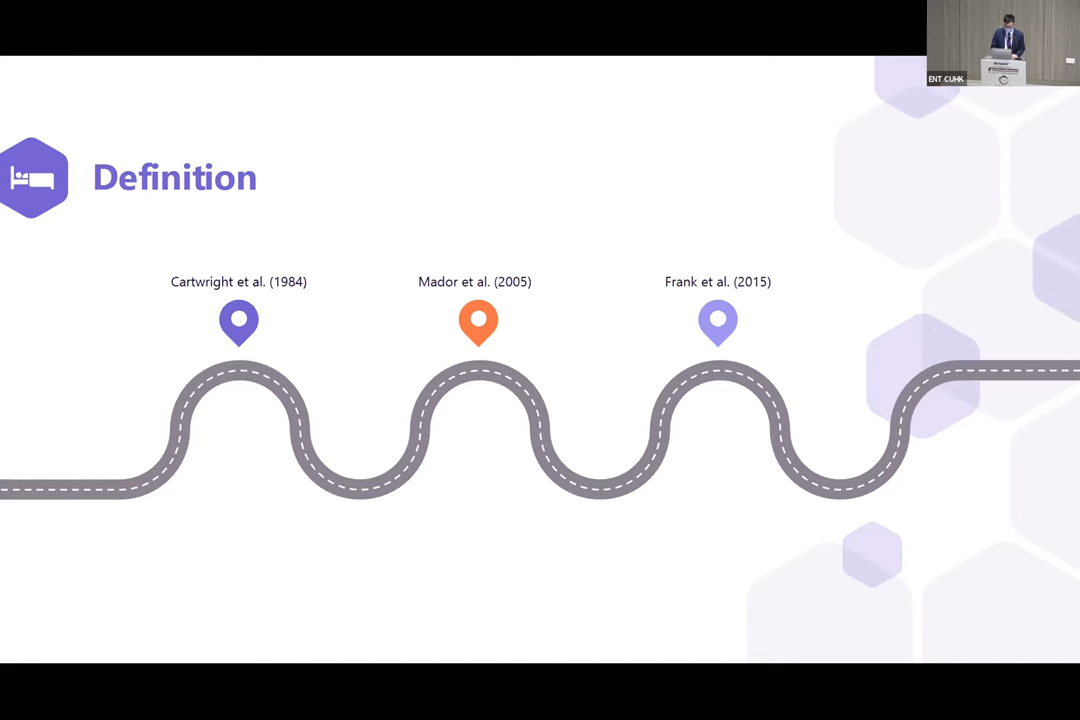 ENT CUHK
Definition
Cartwright et al. (1984)
Mador et al. (2005)
Frank et al. (2015)